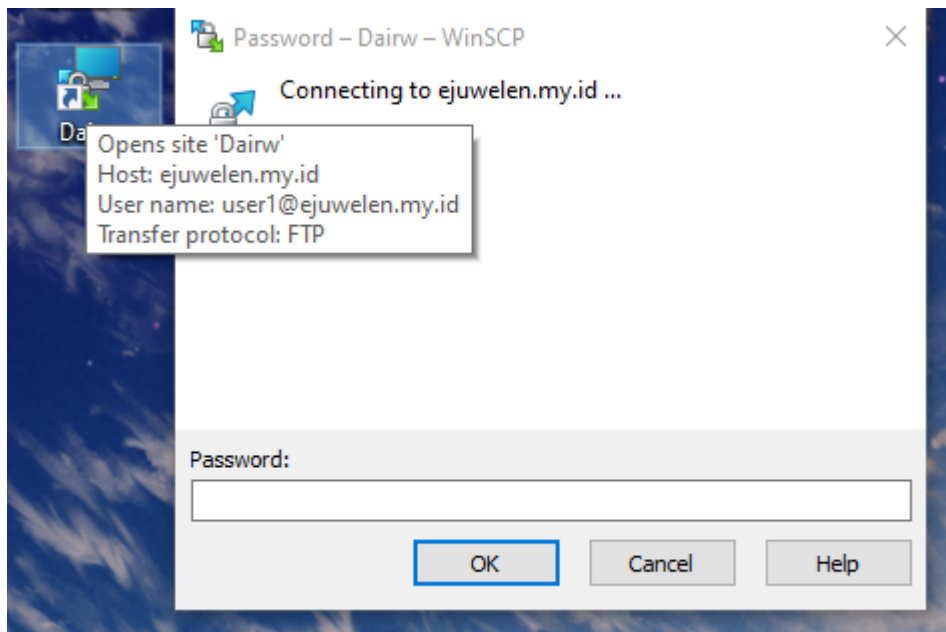 Password – Dairw – WinSCP
Connecting to ejuwelen.my.id ...
Opens site 'Dairw'
Host: ejuwelen.my.id
User name: user1@ejuwelen.my.id
Transfer protocol: FTP
Password:
OK
Cancel
Help